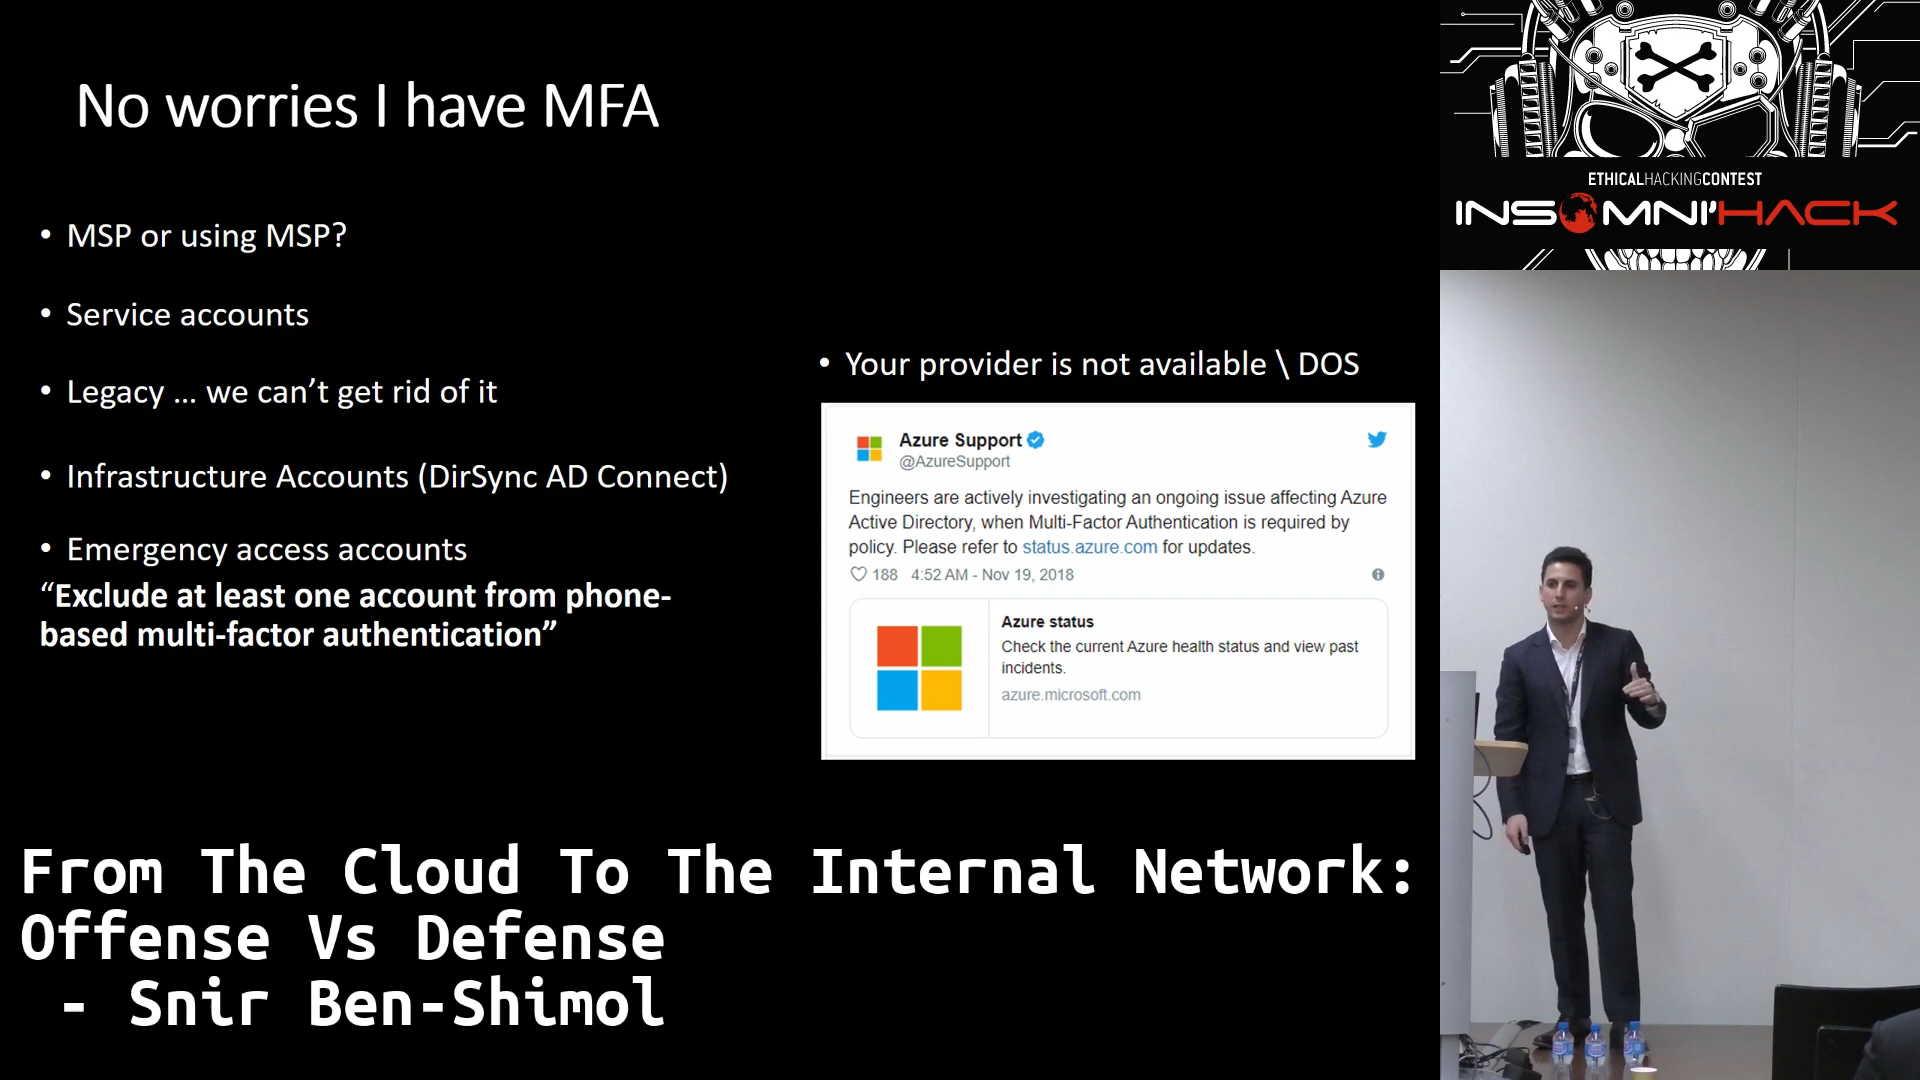 No worries I have MFA
• MSP or using MSP?
• Service accounts
• Legacy ... we can't get rid of it
• Infrastructure Accounts (DirSync AD Connect)
• Emergency access accounts
“Exclude at least one account from phone-
based multi-factor authentication”
• Your provider is not available \ DOS
Azure Support
@AzureSupport
Engineers are actively investigating an ongoing issue affecting Azure
Active Directory, when Multi-Factor Authentication is required by
policy. Please refer to status.azure.com for updates.
188 4:52 AM - Nov 19, 2018
Azure status
Check the current Azure health status and view past
incidents.
azure.microsoft.com
From The Cloud To The Internal Network:
Offense Vs Defense
- Snir Ben-Shimol
ETHICALHACKINGCONTEST
INSOMNI'HACK